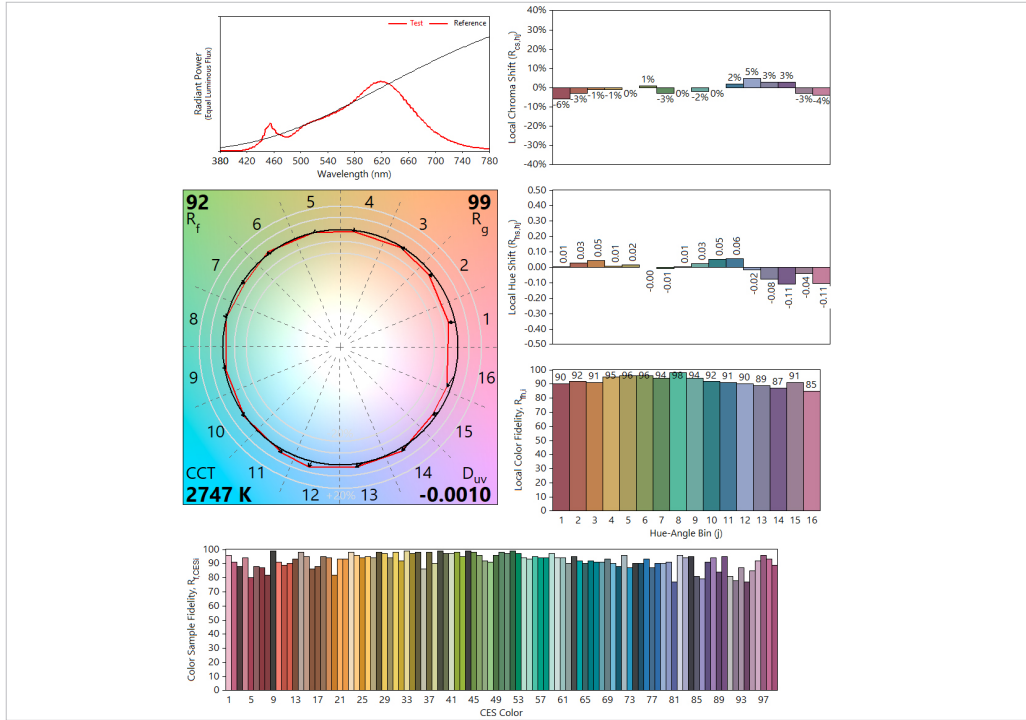 Test Reference
Radiant Power
(Equal Luminous Flux)
380 420 460 500 540 580 620 660 700 740 780
Wavelength (nm)
Local Chroma Shift (Rcs,hj)
40%
30%
20%
10%
0%
-10%
-20%
-30%
-40%
-6% -3% -1% -1% 0% 1% -3% 0% -2% 0% 2% 5% 3% 3% -3% -4%
92
Rf
99
Rg
5 4
6 3
7 2
8 1
9 16
10 15
11 14
12 +20% 13
CCT
2747 K
Duv
-0.0010
Local Hue Shift (Rhs,hj)
0.50
0.40
0.30
0.20
0.10
0.00
-0.10
-0.20
-0.30
-0.40
-0.50
0.01 0.03 0.05 0.01 0.02 -0.00 -0.01 0.01 0.03 0.05 0.06 -0.02 -0.08 -0.11 -0.04 -0.11
Local Color Fidelity, Rfh,i
100
90
80
70
60
50
40
30
20
10
0
90 92 91 95 96 96 94 98 94 92 91 90 89 87 91 85
1 2 3 4 5 6 7 8 9 10 11 12 13 14 15 16
Hue-Angle Bin (j)
Color Sample Fidelity, Rf,CESi
100
90
80
70
60
50
40
30
20
10
0
1 5 9 13 17 21 25 29 33 37 41 45 49 53 57 61 65 69 73 77 81 85 89 93 97
CES Color